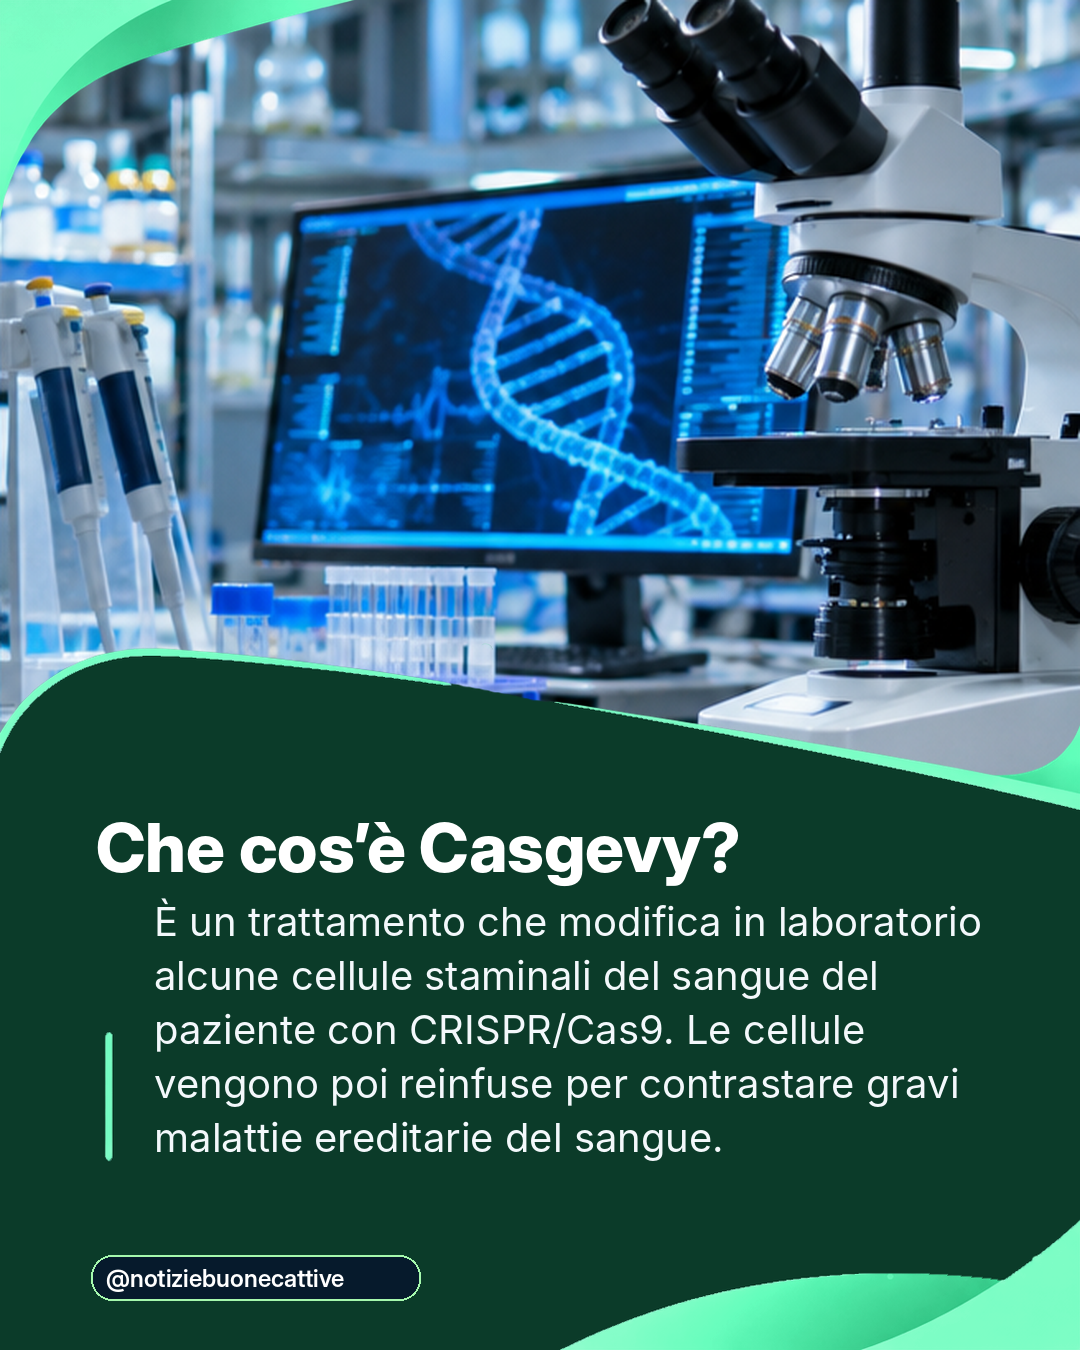 Che cos'è Casgevy?
È un trattamento che modifica in laboratorio
alcune cellule staminali del sangue del
paziente con CRISPR/Cas9. Le cellule
vengono poi reinfuse per contrastare gravi
malattie ereditarie del sangue.
@notiziebuonecattive